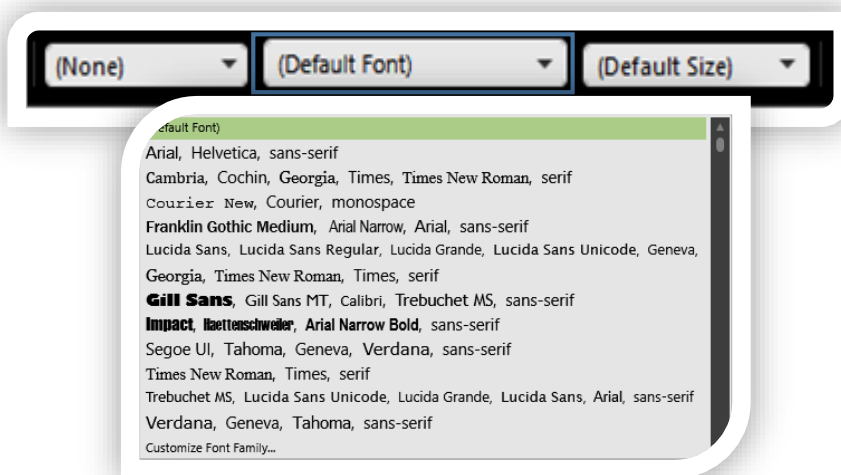 (None) (Default Font) (Default Size)
efault Font)
Arial, Helvetica, sans-serif
Cambria, Cochin, Georgia, Times, Times New Roman, serif
Courier New, Courier, monospace
Franklin Gothic Medium, Arial Narrow, Arial, sans-serif
Lucida Sans, Lucida Sans Regular, Lucida Grande, Lucida Sans Unicode, Geneva,
Georgia, Times New Roman, Times, serif
Gill Sans, Gill Sans MT, Calibri, Trebuchet MS, sans-serif
Impact, Haettenschweiler, Arial Narrow Bold, sans-serif
Segoe UI, Tahoma, Geneva, Verdana, sans-serif
Times New Roman, Times, serif
Trebuchet MS, Lucida Sans Unicode, Lucida Grande, Lucida Sans, Arial, sans-serif
Verdana, Geneva, Tahoma, sans-serif
Customize Font Family...